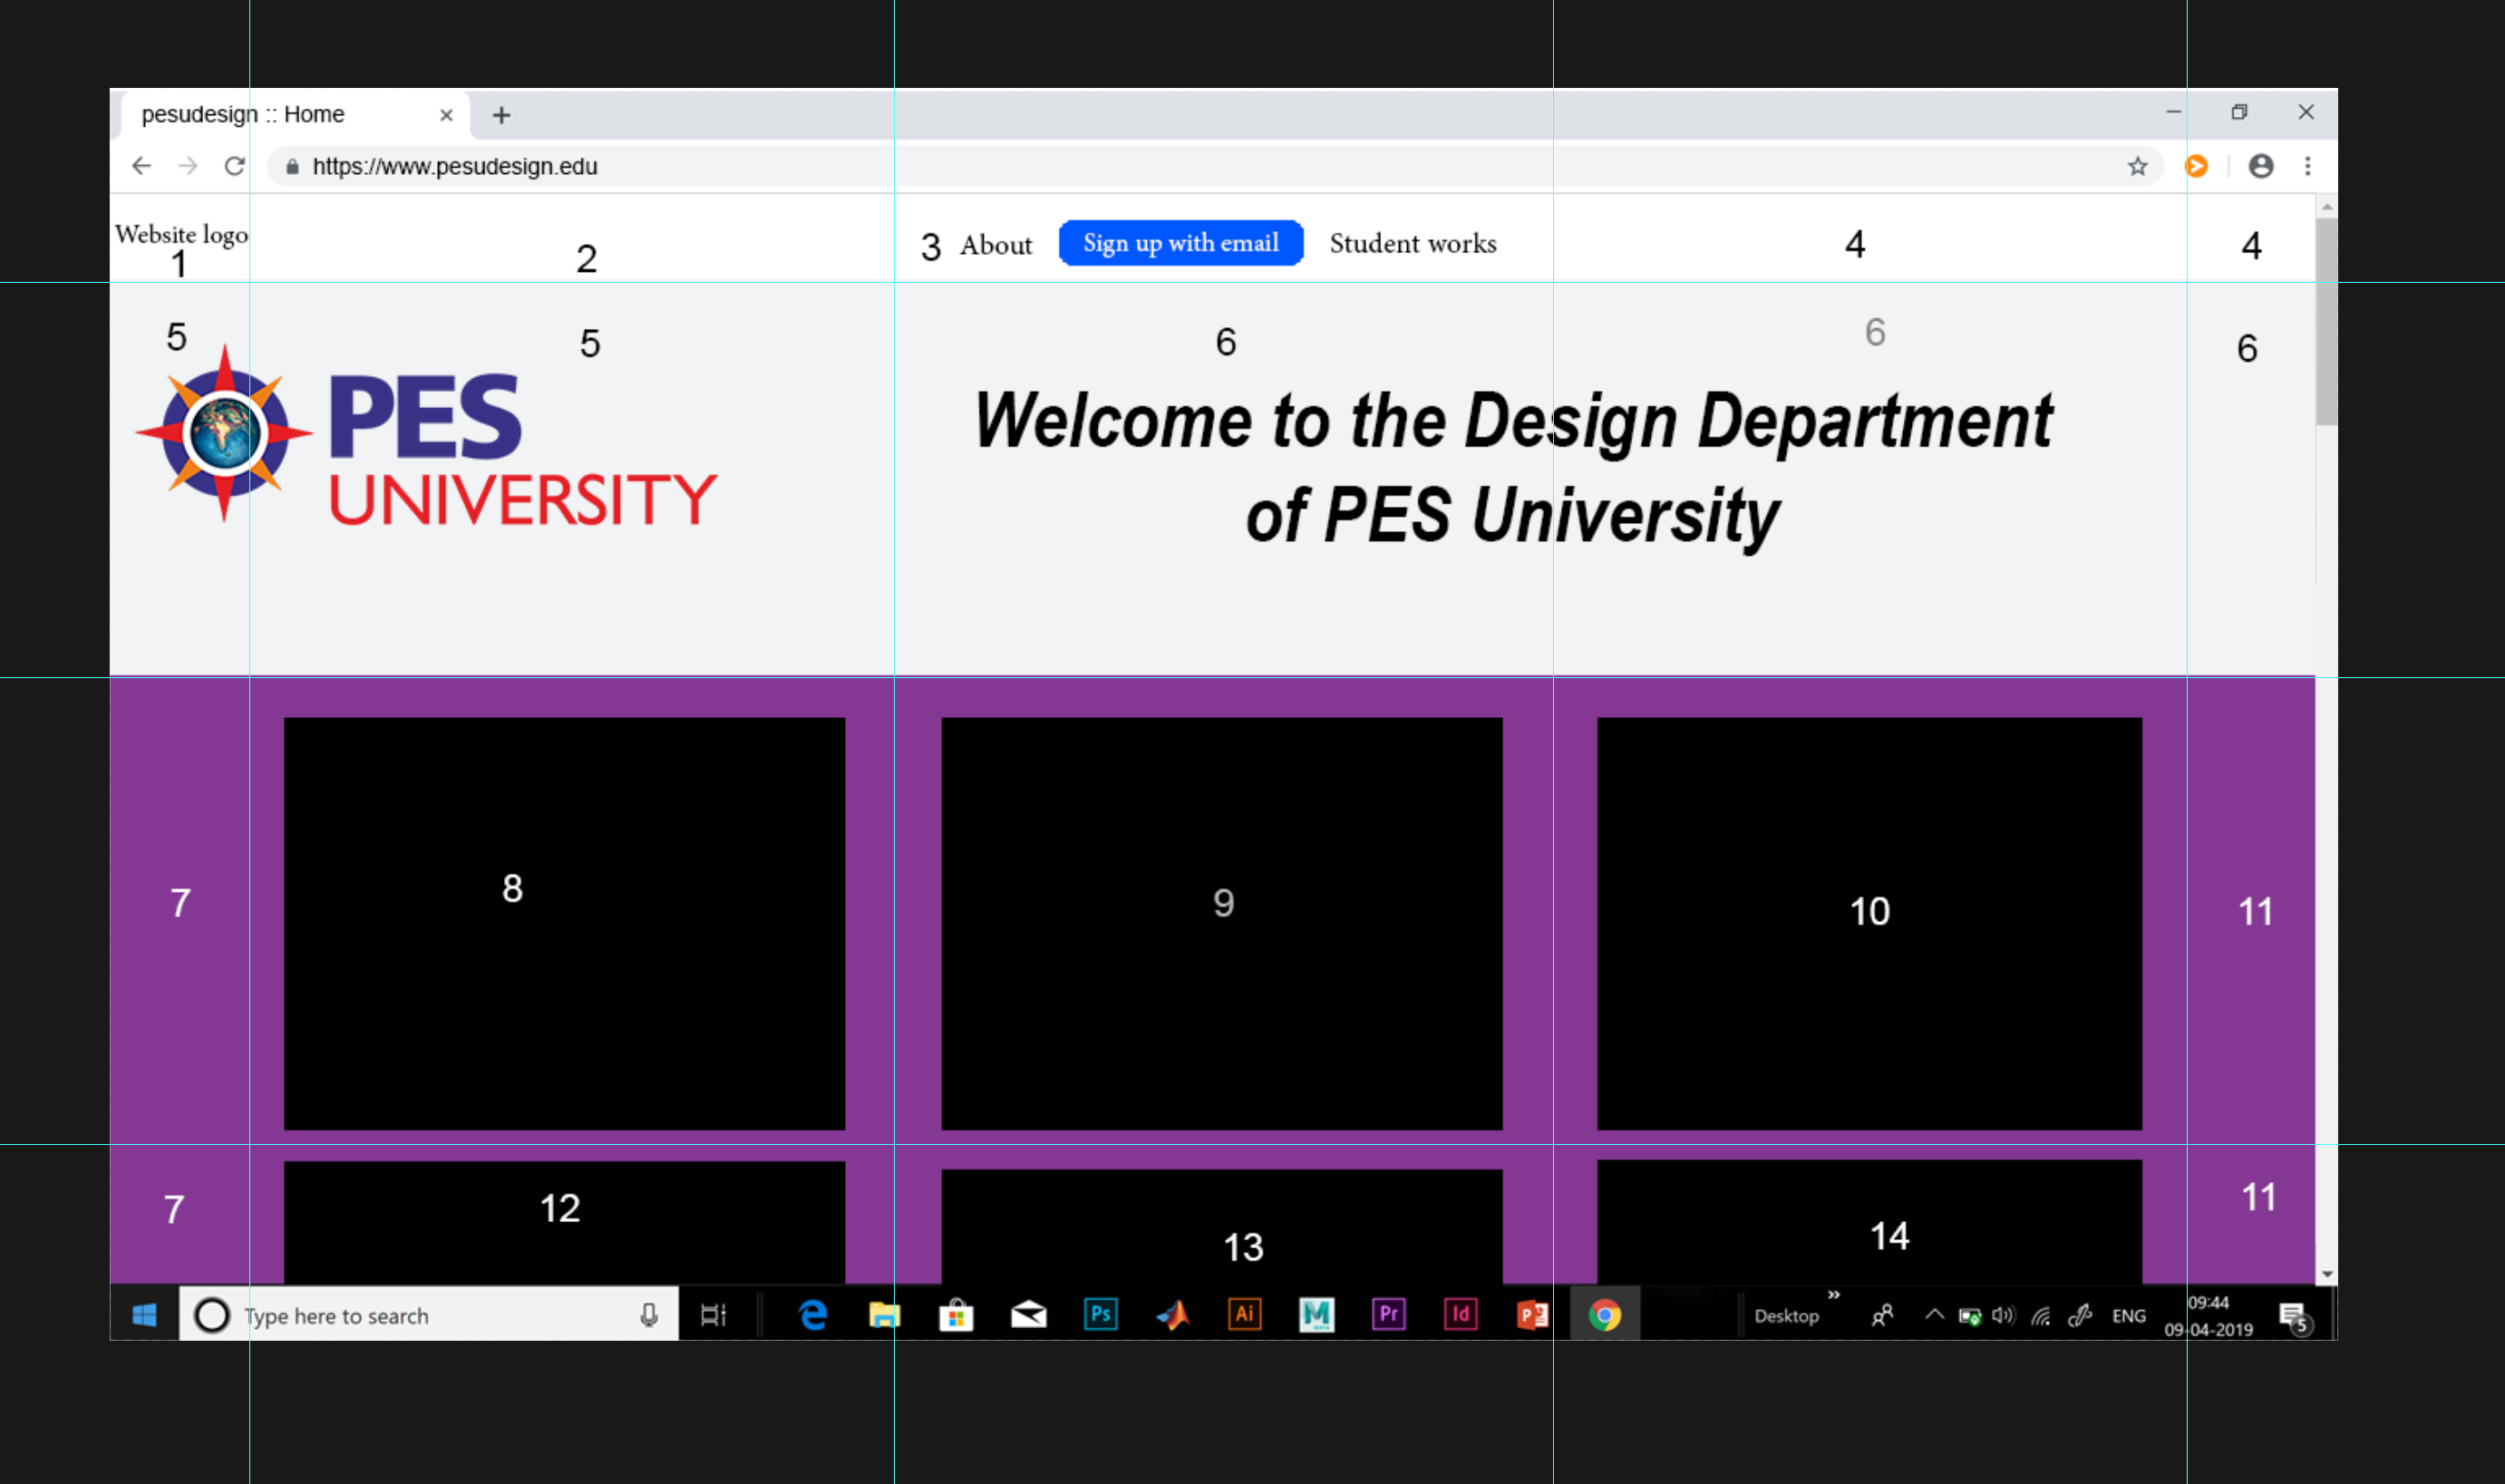 pesudesign :: Home
https://www.pesudesign.edu
Website logo
1
2
3 About Sign up with email Student works
4
4
5
5
6
6
6
PES
UNIVERSITY
Welcome to the Design Department
of PES University
7
8
9
10
11
7
12
13
14
11
Type here to search
Ps
Ai
M
Pr
Id
P
Desktop
ENG
09:44
09-04-2019
5